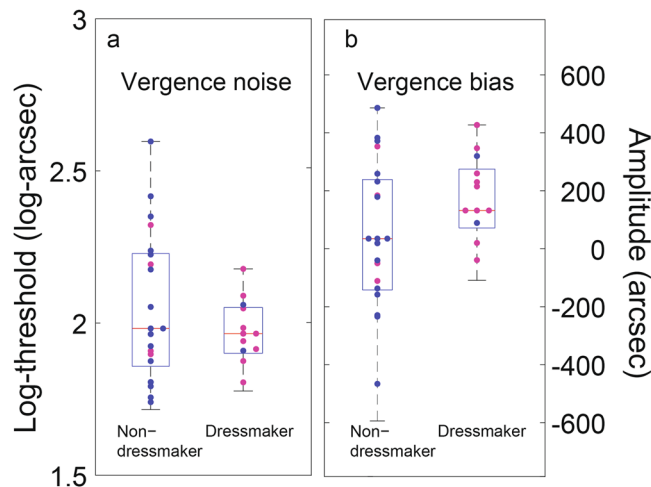 3
a
b
Vergence noise
Vergence bias
600
400
2.5
200
2
0
-200
-400
-600
1.5
Log-threshold (log-arcsec)
Amplitude (arcsec)
Non-
dressmaker
Dressmaker
Non-
dressmaker
Dressmaker